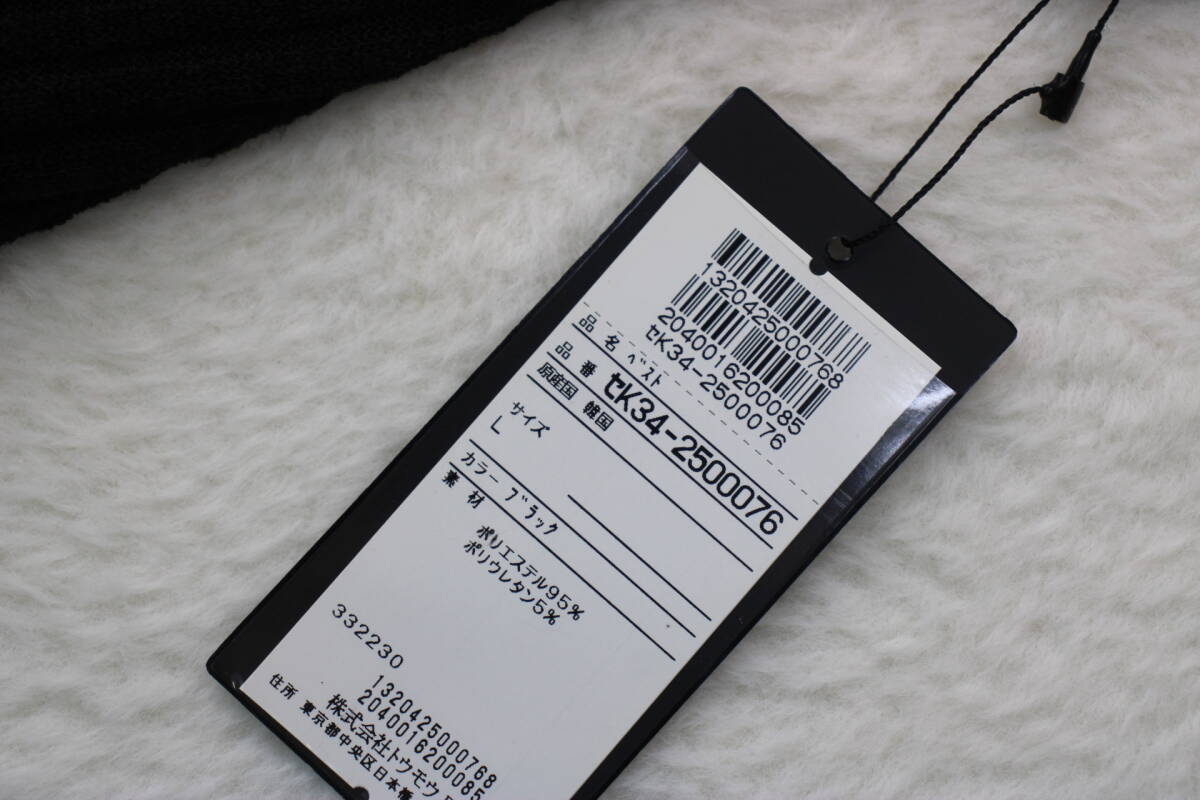 1320425000768
2040016200085
セK34-2500076
品名 ベスト
品番 セK34-2500076
原産国 韓国
サイズ
L
カラー ブラック
素材
ポリエステル95%
ポリウレタン5%
332230
1320425000768
2040016200085
株式会社トウモウ
住所 東京都中央区日本橋